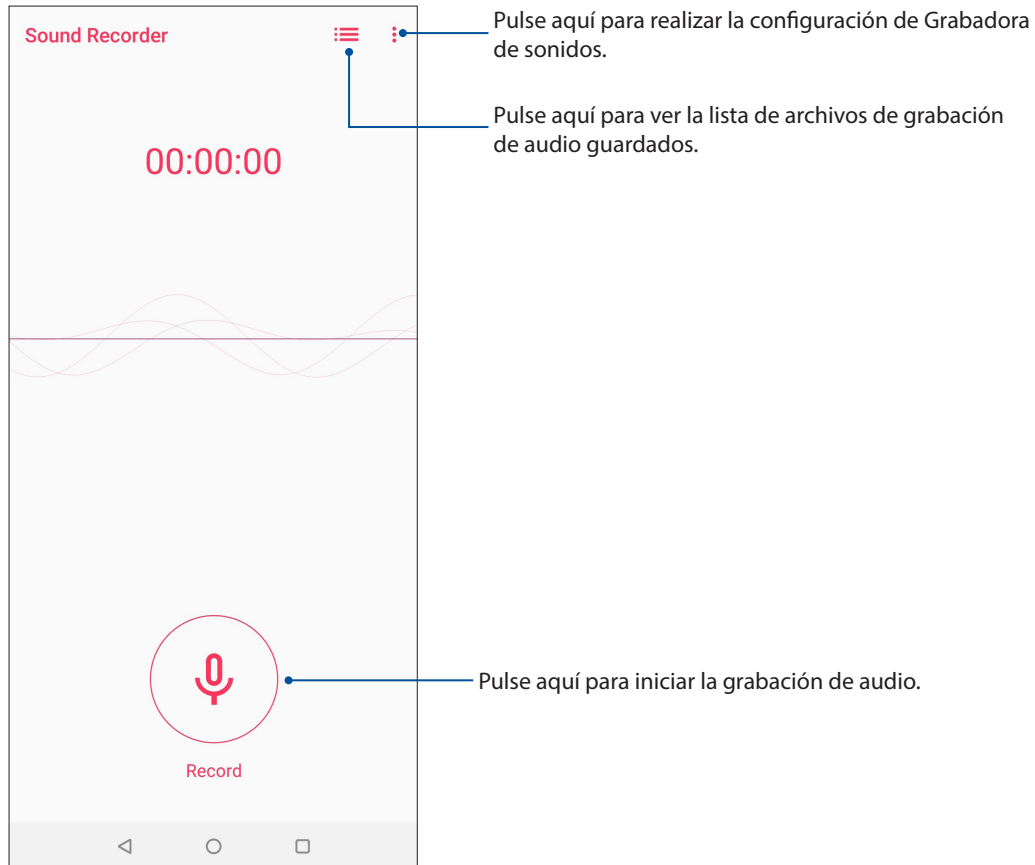 Sound Recorder
Pulse aquí para realizar la configuración de Grabadora
de sonidos.
Pulse aquí para ver la lista de archivos de grabación
de audio guardados.
00:00:00
Pulse aquí para iniciar la grabación de audio.
Record